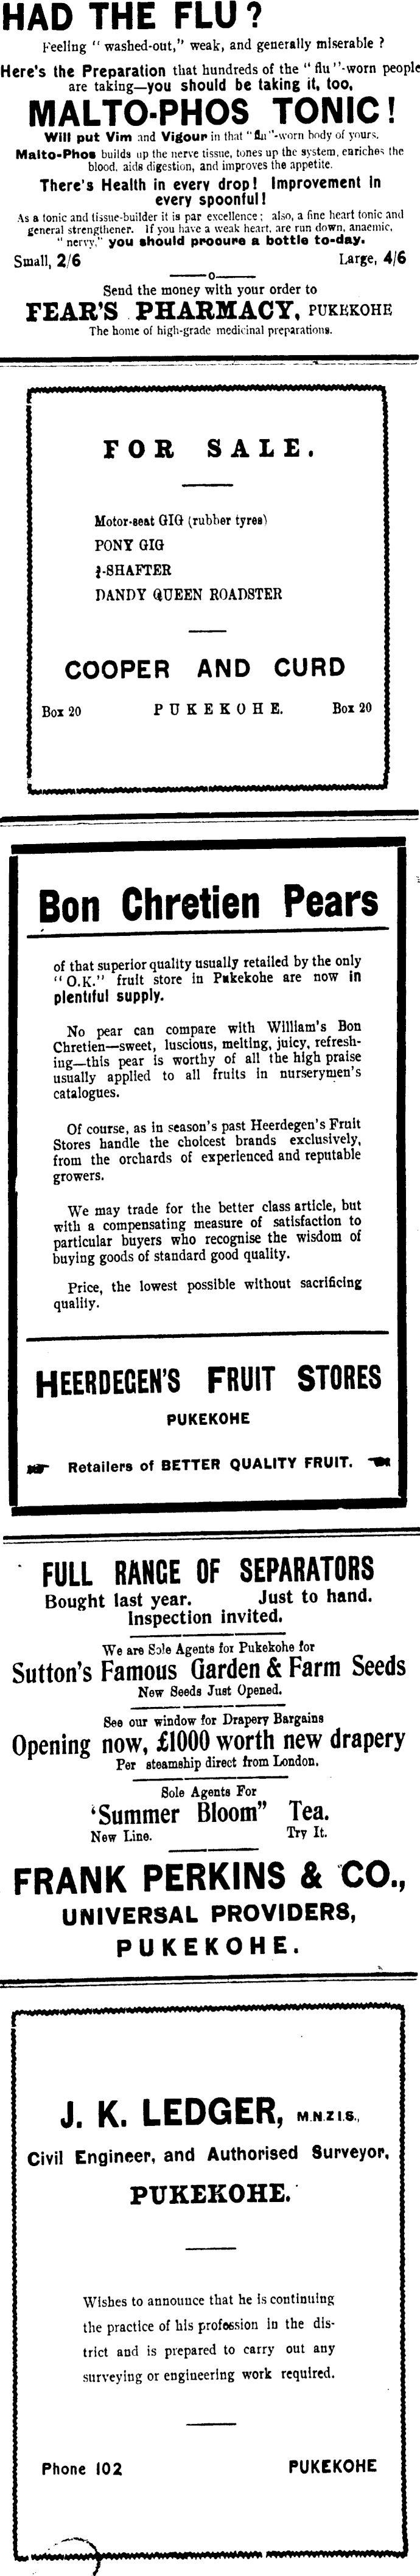 HAD THE FLU?
Feeling "washed-out," weak, and generally miserable?
Here's the Preparation that hundreds of the "flu"-worn people
are taking—you should be taking it, too,
MALTO-PHOS TONIC!
Will put Vim and Vigour in that "flu"-worn body of yours.
Malto-Phos builds up the nerve tissue, tones up the system, enriches the
blood, aids digestion, and improves the appetite.
There's Health in every drop! Improvement in
every spoonful!
As a tonic and tissue-builder it is par excellence; also, a fine heart tonic and
general strengthener. If you have a weak heart, are run down, anaemic,
"nervy," you should procure a bottle to-day.
Small, 2/6 Large, 4/6
Send the money with your order to
FEAR'S PHARMACY, PUKEKOHE
The home of high-grade medicinal preparations.
FOR SALE.
Motor-seat GIG (rubber tyres)
PONY GIG
¾-SHAFTER
DANDY QUEEN ROADSTER
COOPER AND CURD
Box 20 PUKEKOHE. Box 20
Bon Chretien Pears
of that superior quality usually retailed by the only
"O.K." fruit store in Pukekohe are now in
plentiful supply.
No pear can compare with William's Bon
Chretien—sweet, luscious, melting, juicy, refresh-
ing—this pear is worthy of all the high praise
usually applied to all fruits in nurserymen's
catalogues.
Of course, as in season's past Heerdegen's Fruit
Stores handle the choicest brands exclusively,
from the orchards of experienced and reputable
growers.
We may trade for the better class article, but
with a compensating measure of satisfaction to
particular buyers who recognise the wisdom of
buying goods of standard good quality.
Price, the lowest possible without sacrificing
quality.
HEERDEGEN'S FRUIT STORES
PUKEKOHE
Retailers of BETTER QUALITY FRUIT.
FULL RANGE OF SEPARATORS
Bought last year. Just to hand.
Inspection invited.
We are Sole Agents for Pukekohe for
Sutton's Famous Garden & Farm Seeds
New Seeds Just Opened.
See our window for Drapery Bargains
Opening now, £1000 worth new drapery
Per steamship direct from London.
Sole Agents For
'Summer Bloom" Tea.
New Line. Try It.
FRANK PERKINS & CO.,
UNIVERSAL PROVIDERS,
PUKEKOHE.
J. K. LEDGER, M.N.Z.I.S.,
Civil Engineer, and Authorised Surveyor,
PUKEKOHE.
Wishes to announce that he is continuing
the practice of his profession in the dis-
trict and is prepared to carry out any
surveying or engineering work required.
Phone 102 PUKEKOHE